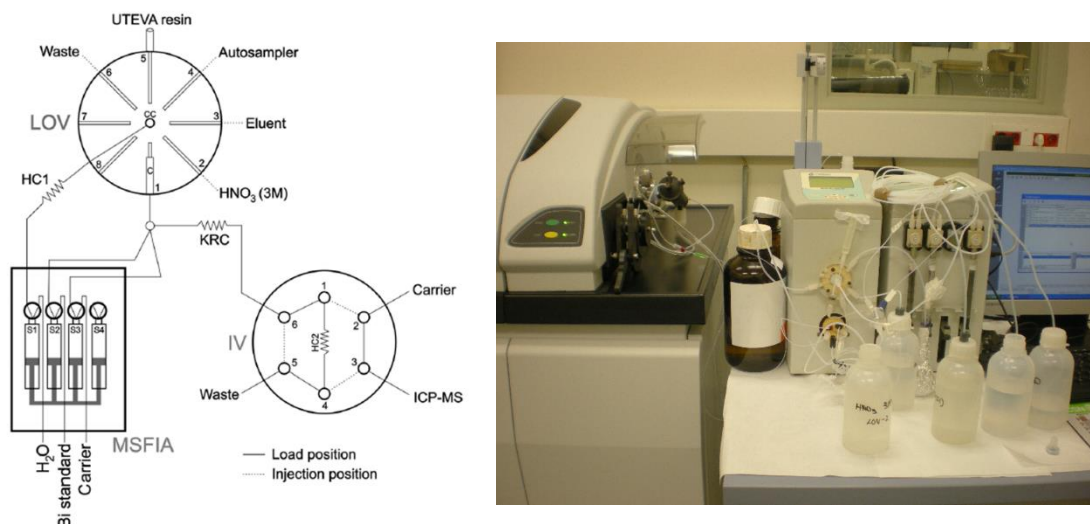 UTEVA resin
Waste
Autosampler
5
6
4
CC
LOV
7
3
Eluent
8
C
2
HC1
1
HNO₃ (3M)
KRC
S1
S2
S3
S4
1
Carrier
6
2
IV
HC2
5
3
Waste
4
ICP-MS
MSFIA
Load position
Injection position
H₂O
Bi standard
Carrier
HNO₃